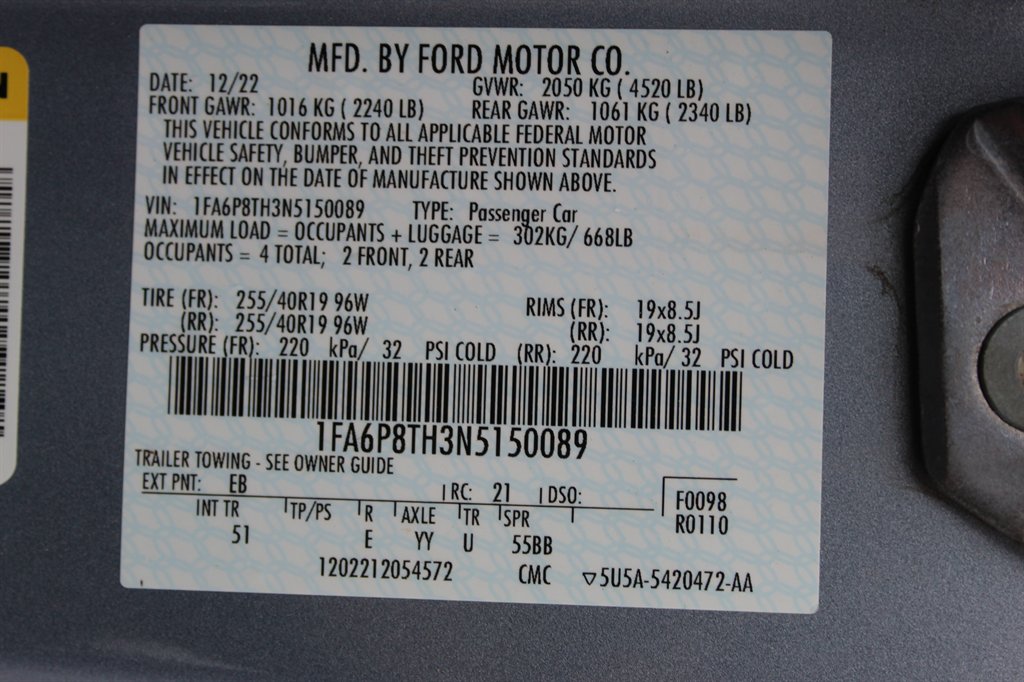 N
MFD. BY FORD MOTOR CO.
DATE: 12/22 GVWR: 2050 KG ( 4520 LB)
FRONT GAWR: 1016 KG ( 2240 LB) REAR GAWR: 1061 KG ( 2340 LB)
THIS VEHICLE CONFORMS TO ALL APPLICABLE FEDERAL MOTOR
VEHICLE SAFETY, BUMPER, AND THEFT PREVENTION STANDARDS
IN EFFECT ON THE DATE OF MANUFACTURE SHOWN ABOVE.
VIN: 1FA6P8TH3N5150089 TYPE: Passenger Car
MAXIMUM LOAD = OCCUPANTS + LUGGAGE = 302KG/ 668LB
OCCUPANTS = 4 TOTAL; 2 FRONT, 2 REAR
TIRE (FR): 255/40R19 96W RIMS (FR): 19x8.5J
(RR): 255/40R19 96W (RR): 19x8.5J
PRESSURE (FR): 220 kPa/ 32 PSI COLD (RR): 220 kPa/ 32 PSI COLD
1FA6P8TH3N5150089
TRAILER TOWING - SEE OWNER GUIDE
EXT PNT: EB RC: 21 DSO: F0098
INT TR TP/PS R AXLE TR SPR R0110
51 E YY U 55BB
1202212054572 CMC ▽5U5A-5420472-AA